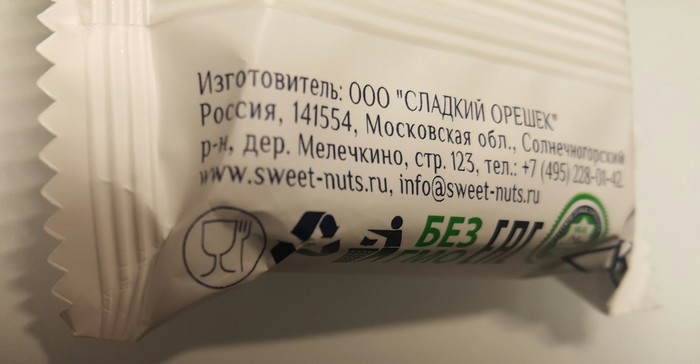 Изготовитель: ООО "СЛАДКИЙ ОРЕШЕК"
Россия, 141554, Московская обл., Солнечногорский
р-н, дер. Мелечкино, стр. 123, тел.: +7 (495) 228-01-42
www.sweet-nuts.ru, info@sweet-nuts.ru
БЕЗ
ГМО